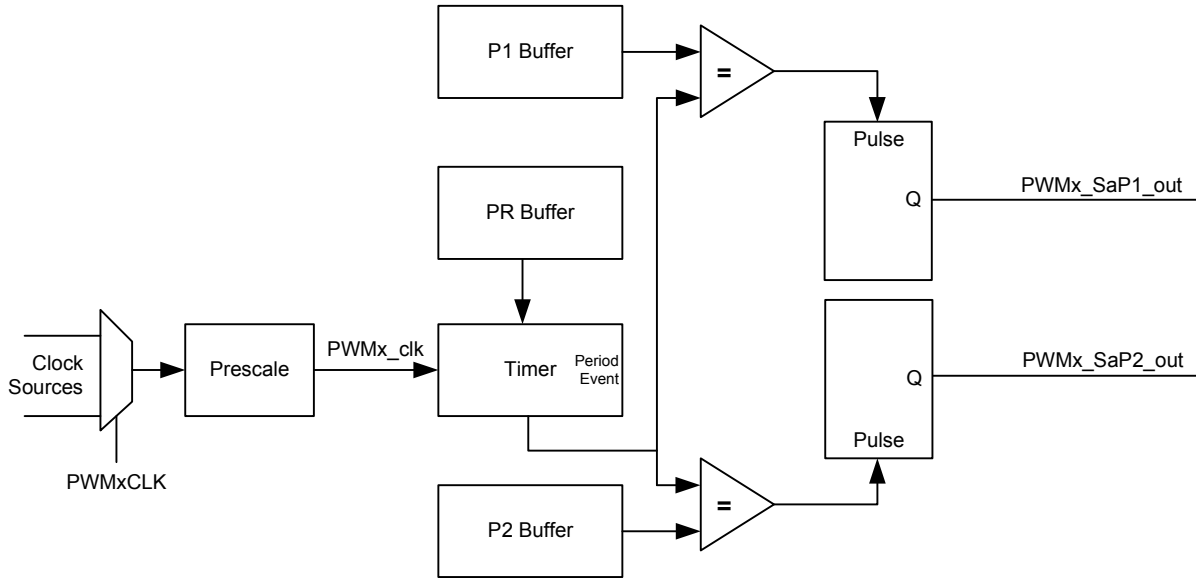 P1 Buffer
=
Pulse
Q
PWMx_SaP1_out
PR Buffer
Clock
Sources
PWMxCLK
Prescale
PWMx_clk
Timer
Period
Event
Q
Pulse
PWMx_SaP2_out
P2 Buffer
=